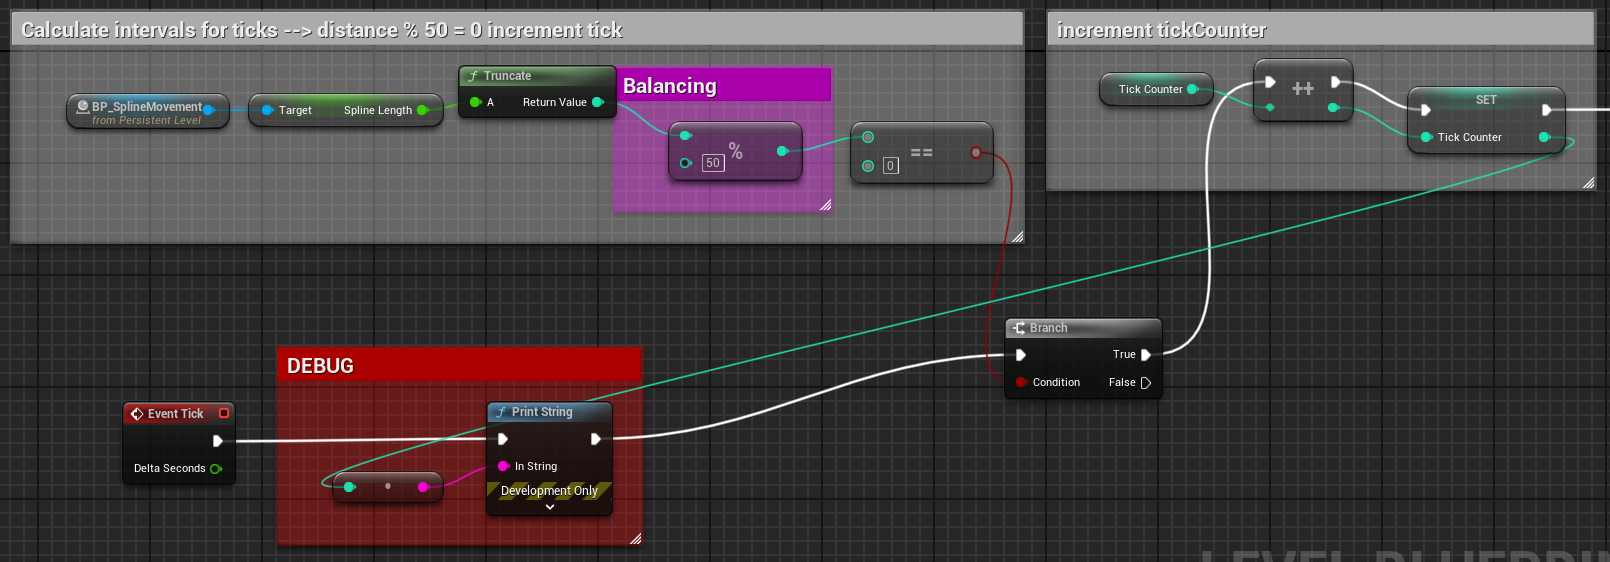 Calculate intervals for ticks --> distance % 50 = 0 increment tick
increment tickCounter
BP_SplineMovement
from Persistent Level
Target
Spline Length
f Truncate
A
Return Value
Balancing
50
%
0
==
Tick Counter
++
SET
Tick Counter
Branch
True
Condition
False
DEBUG
Event Tick
Delta Seconds
f Print String
In String
Development Only